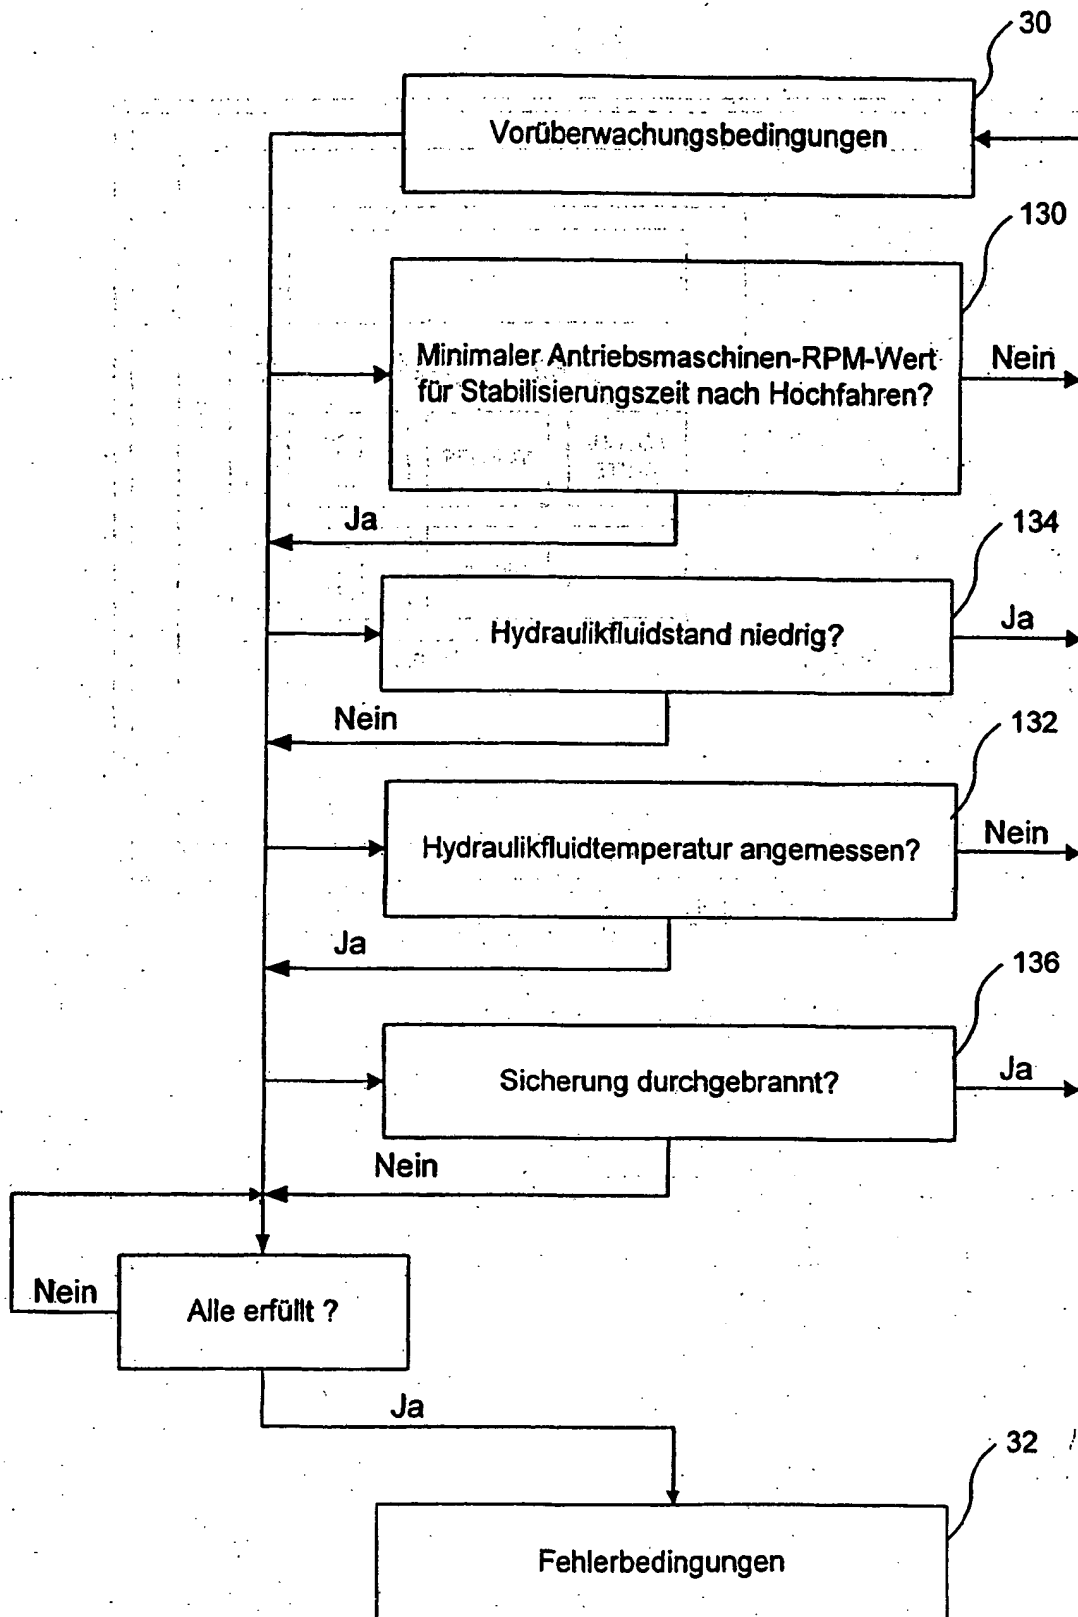 30
Vorüberwachungsbedingungen
130
Minimaler Antriebsmaschinen-RPM-Wert
für Stabilisierungszeit nach Hochfahren?
Nein
Ja
134
Hydraulikfluidstand niedrig?
Ja
Nein
132
Hydraulikfluidtemperatur angemessen?
Nein
Ja
136
Sicherung durchgebrannt?
Ja
Nein
Nein
Alle erfüllt ?
Ja
32
Fehlerbedingungen